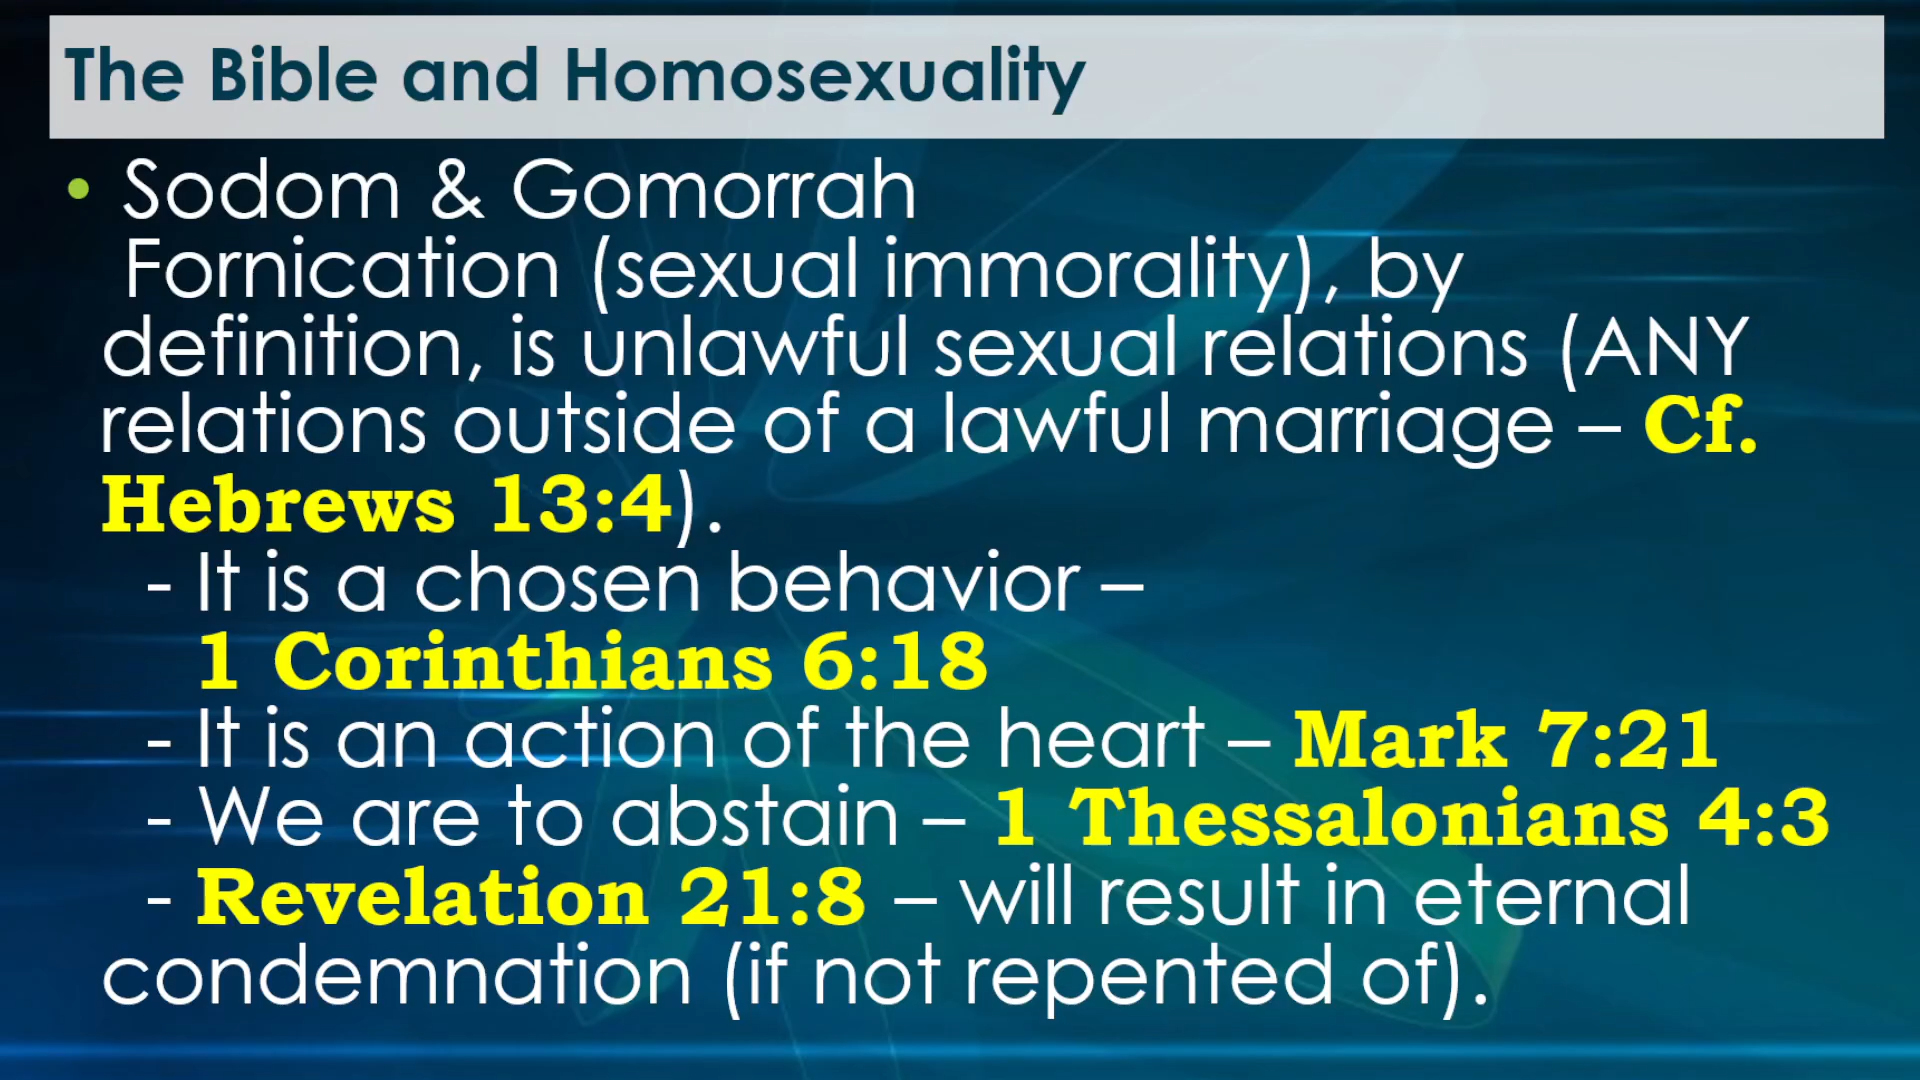 The Bible and Homosexuality
• Sodom & Gomorrah
Fornication (sexual immorality), by
definition, is unlawful sexual relations (ANY
relations outside of a lawful marriage – Cf.
Hebrews 13:4).
- It is a chosen behavior –
1 Corinthians 6:18
- It is an action of the heart – Mark 7:21
- We are to abstain – 1 Thessalonians 4:3
- Revelation 21:8 – will result in eternal
condemnation (if not repented of).